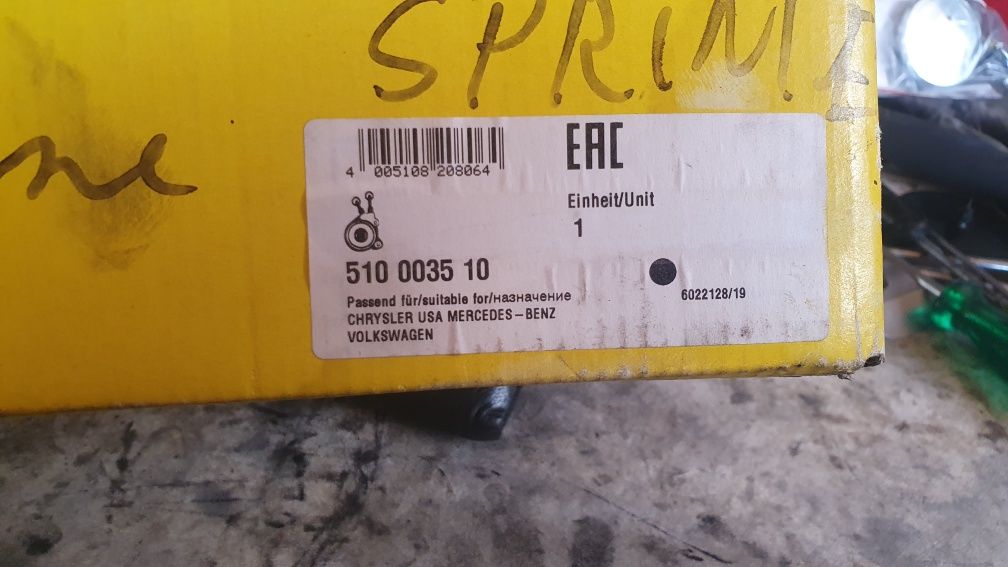 SPRINT
4 005108 208064
EAC
Einheit/Unit
1
510 0035 10
Passend für/suitable for/назначение
6022128/19
CHRYSLER USA MERCEDES-BENZ
VOLKSWAGEN